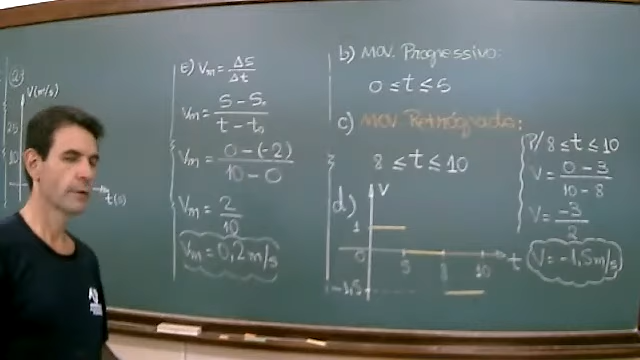 a)
V(m/s)
t(s)
e) Vm = ΔS/Δt
Vm = S - S₀/t - t₀
Vm = 0 - (-2)/10 - 0
Vm = 2/10
Vm = 0,2 m/s
b) Mov. Progressivo:
0 ≤ t ≤ 5
c) Mov Retrógrado:
8 ≤ t ≤ 10
d)
V
1
0
5
8
10
t
-1,5
P/ 8 ≤ t ≤ 10
V = 0 - 3/10 - 8
V = -3/2
V = -1,5 m/s